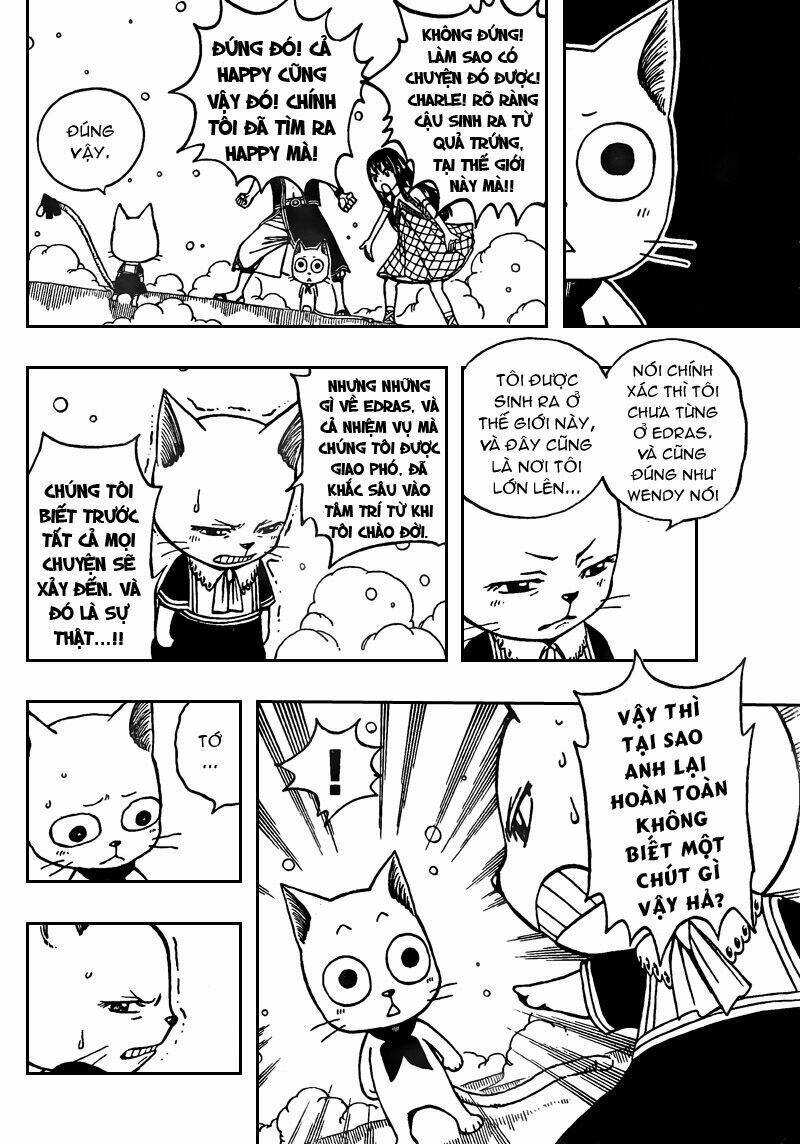 KHÔNG ĐÚNG!
LÀM SAO CÓ
CHUYỆN ĐÓ ĐƯỢC!
CHARLE! RÕ RÀNG
CẬU SINH RA TỪ
QUẢ TRỨNG,
TẠI THẾ GIỚI
NÀY MÀ!!
ĐÚNG ĐÓ! CẢ
HAPPY CŨNG
VẬY ĐÓ! CHÍNH
TÔI ĐÃ TÌM RA
HAPPY MÀ!
ĐÚNG
VẬY,
NÓI CHÍNH
XÁC THÌ TÔI
CHƯA TỪNG
Ở EDRAS,
VÀ CŨNG
ĐÚNG NHƯ
WENDY NÓI
TÔI ĐƯỢC
SINH RA Ở
THẾ GIỚI NÀY,
VÀ ĐÂY CŨNG
LÀ NƠI TÔI
LỚN LÊN...
NHƯNG NHỮNG
GÌ VỀ EDRAS, VÀ
CẢ NHIỆM VỤ MÀ
CHÚNG TÔI ĐƯỢC
GIAO PHÓ, ĐÃ
KHẮC SÂU VÀO
TÂM TRÍ TỪ KHI
TÔI CHÀO ĐỜI.
CHÚNG TÔI
BIẾT TRƯỚC
TẤT CẢ MỌI
CHUYỆN SẼ
XẢY ĐẾN. VÀ
ĐÓ LÀ SỰ
THẬT...!!
VẬY THÌ
TẠI SAO
ANH LẠI
HOÀN TOÀN
KHÔNG
BIẾT MỘT
CHÚT GÌ
VẬY HẢ?
!
TỚ
...